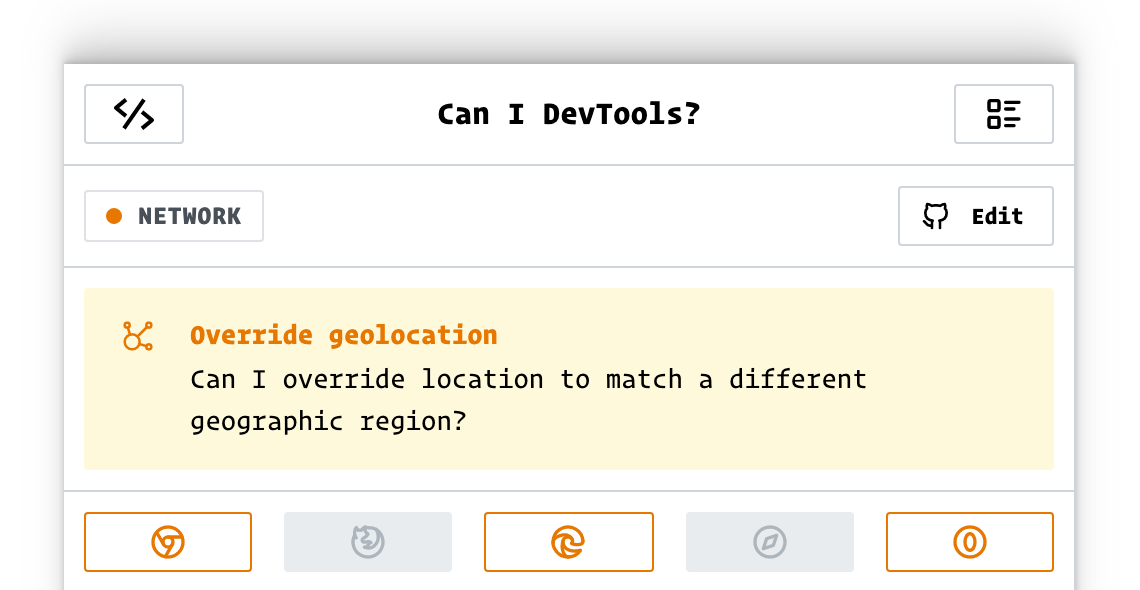 Can I DevTools?
NETWORK
Edit
Override geolocation
Can I override location to match a different
geographic region?